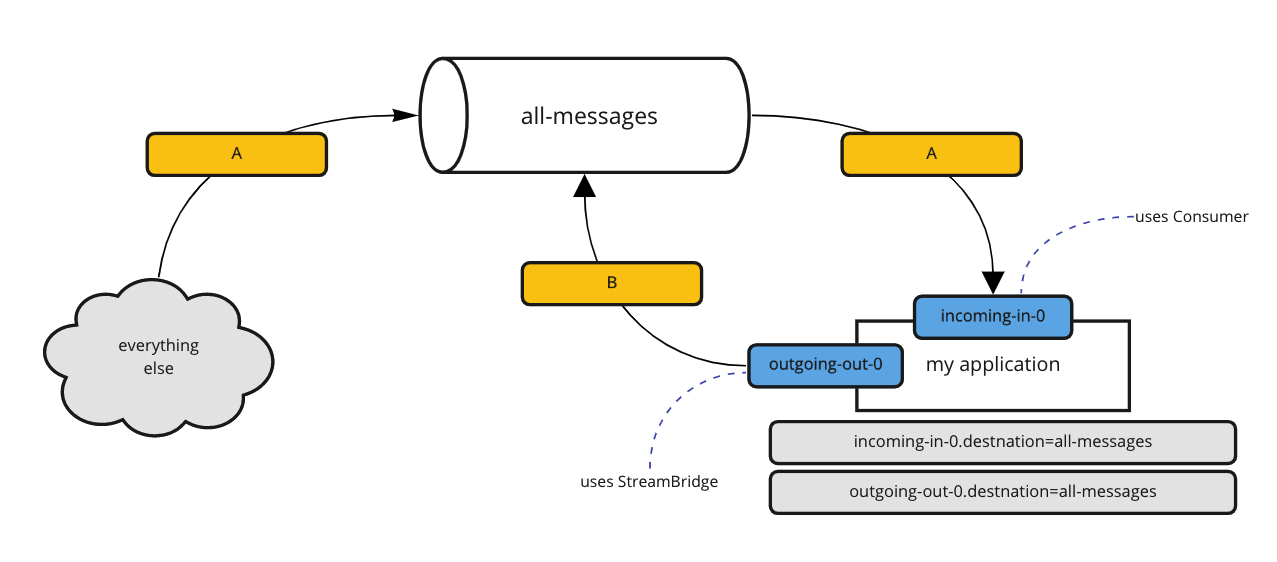 all-messages
A
A
uses Consumer
B
incoming-in-0
everything
else
outgoing-out-0
my application
incoming-in-0.destnation=all-messages
uses StreamBridge
outgoing-out-0.destnation=all-messages